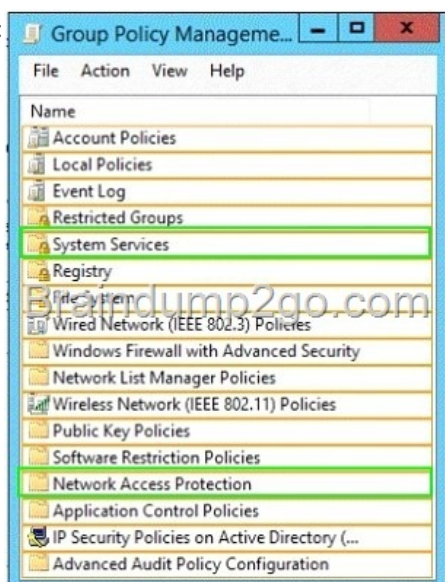 Group Policy Manageme...
File Action View Help
Name
Account Policies
Local Policies
Event Log
Restricted Groups
System Services
Registry
File System
Braindump2go.com
Wired Network (IEEE 802.3) Policies
Windows Firewall with Advanced Security
Network List Manager Policies
Wireless Network (IEEE 802.11) Policies
Public Key Policies
Software Restriction Policies
Network Access Protection
Application Control Policies
IP Security Policies on Active Directory (...
Advanced Audit Policy Configuration